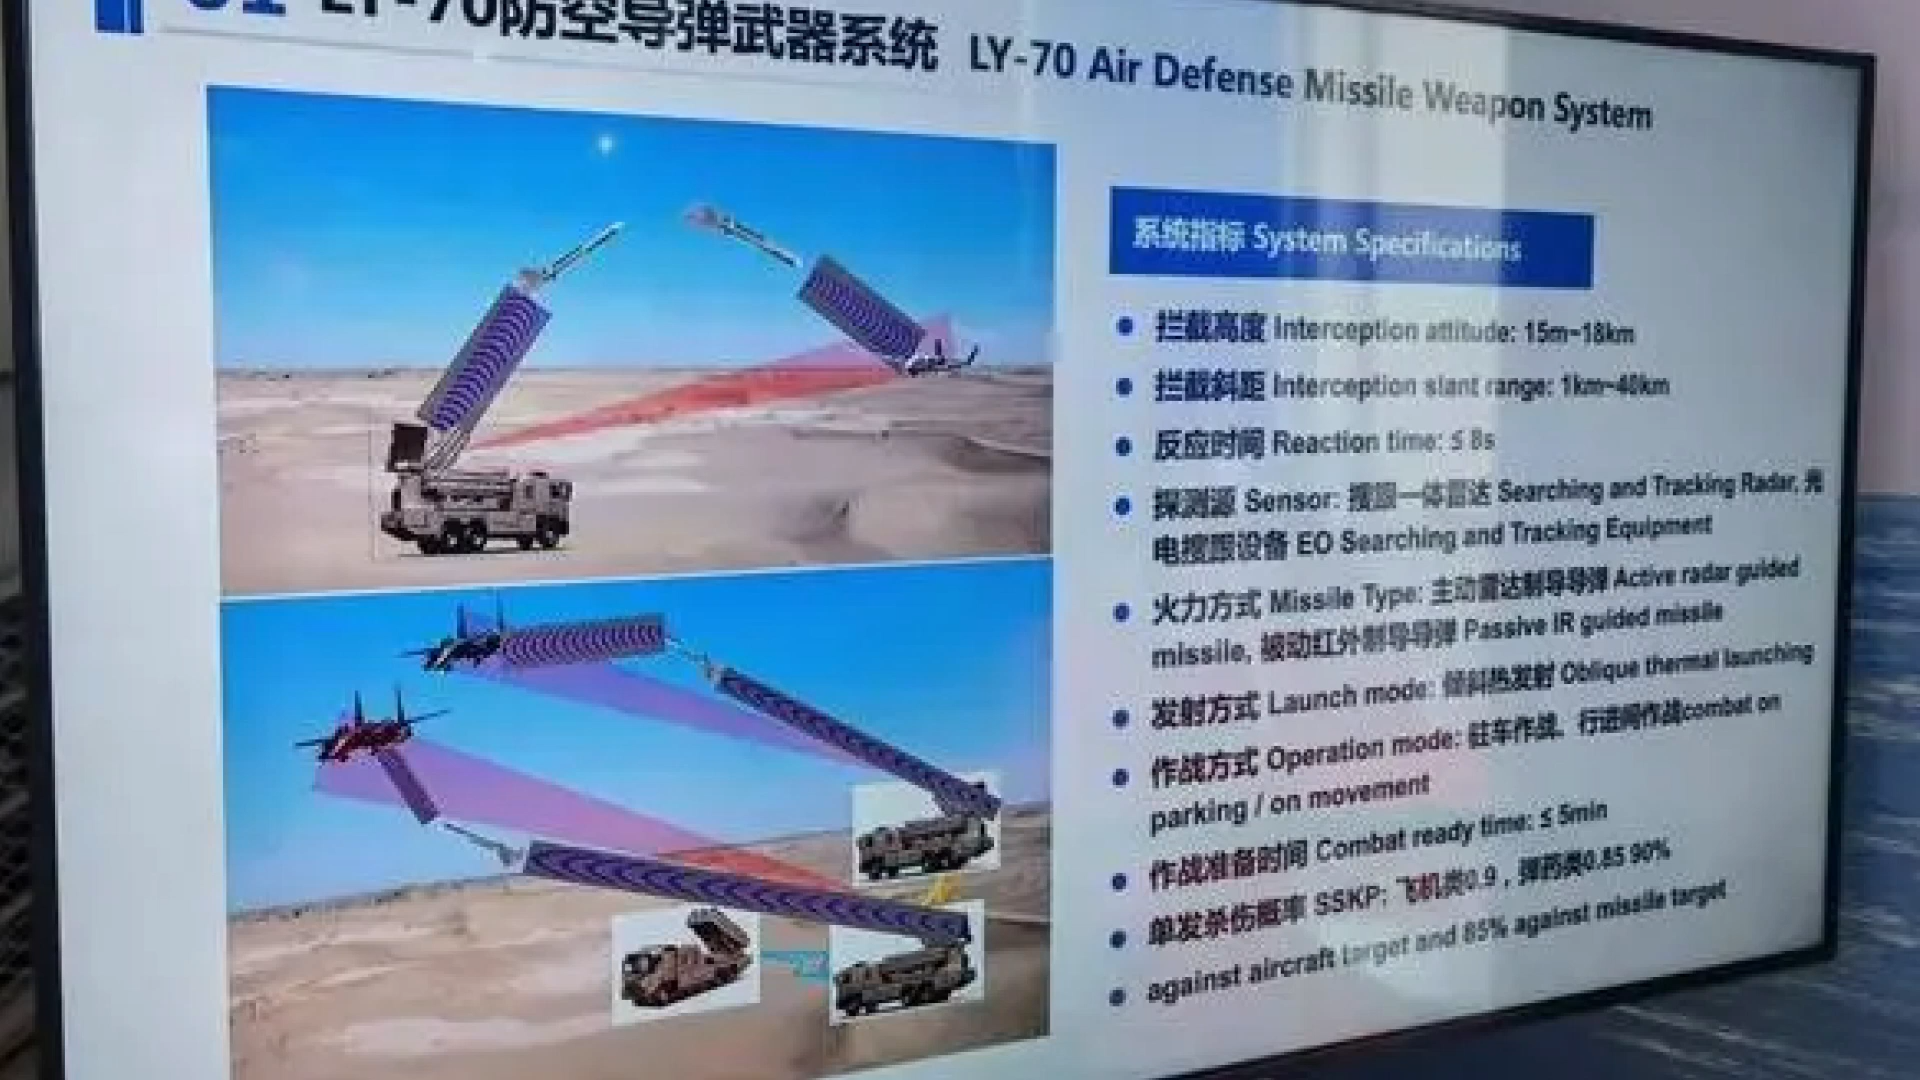 01 LY-70防空导弹武器系统 LY-70 Air Defense Missile Weapon System
系统指标 System Specifications
拦截高度 Interception attitude: 15m~18km
拦截斜距 Interception slant range: 1km~40km
反应时间 Reaction time: ≤ 8s
探测源 Sensor: 搜跟一体雷达 Searching and Tracking Radar, 光
电搜跟设备 EO Searching and Tracking Equipment
火力方式 Missile Type: 主动雷达制导导弹 Active radar guided
missile, 被动红外制导导弹 Passive IR guided missile
发射方式 Launch mode: 倾斜热发射 Oblique thermal launching
作战方式 Operation mode: 驻车作战、行进间作战combat on
parking / on movement
作战准备时间 Combat ready time: ≤ 5min
单发杀伤概率 SSKP: 飞机类0.9，弹药类0.85 90%
against aircraft target and 85% against missile target